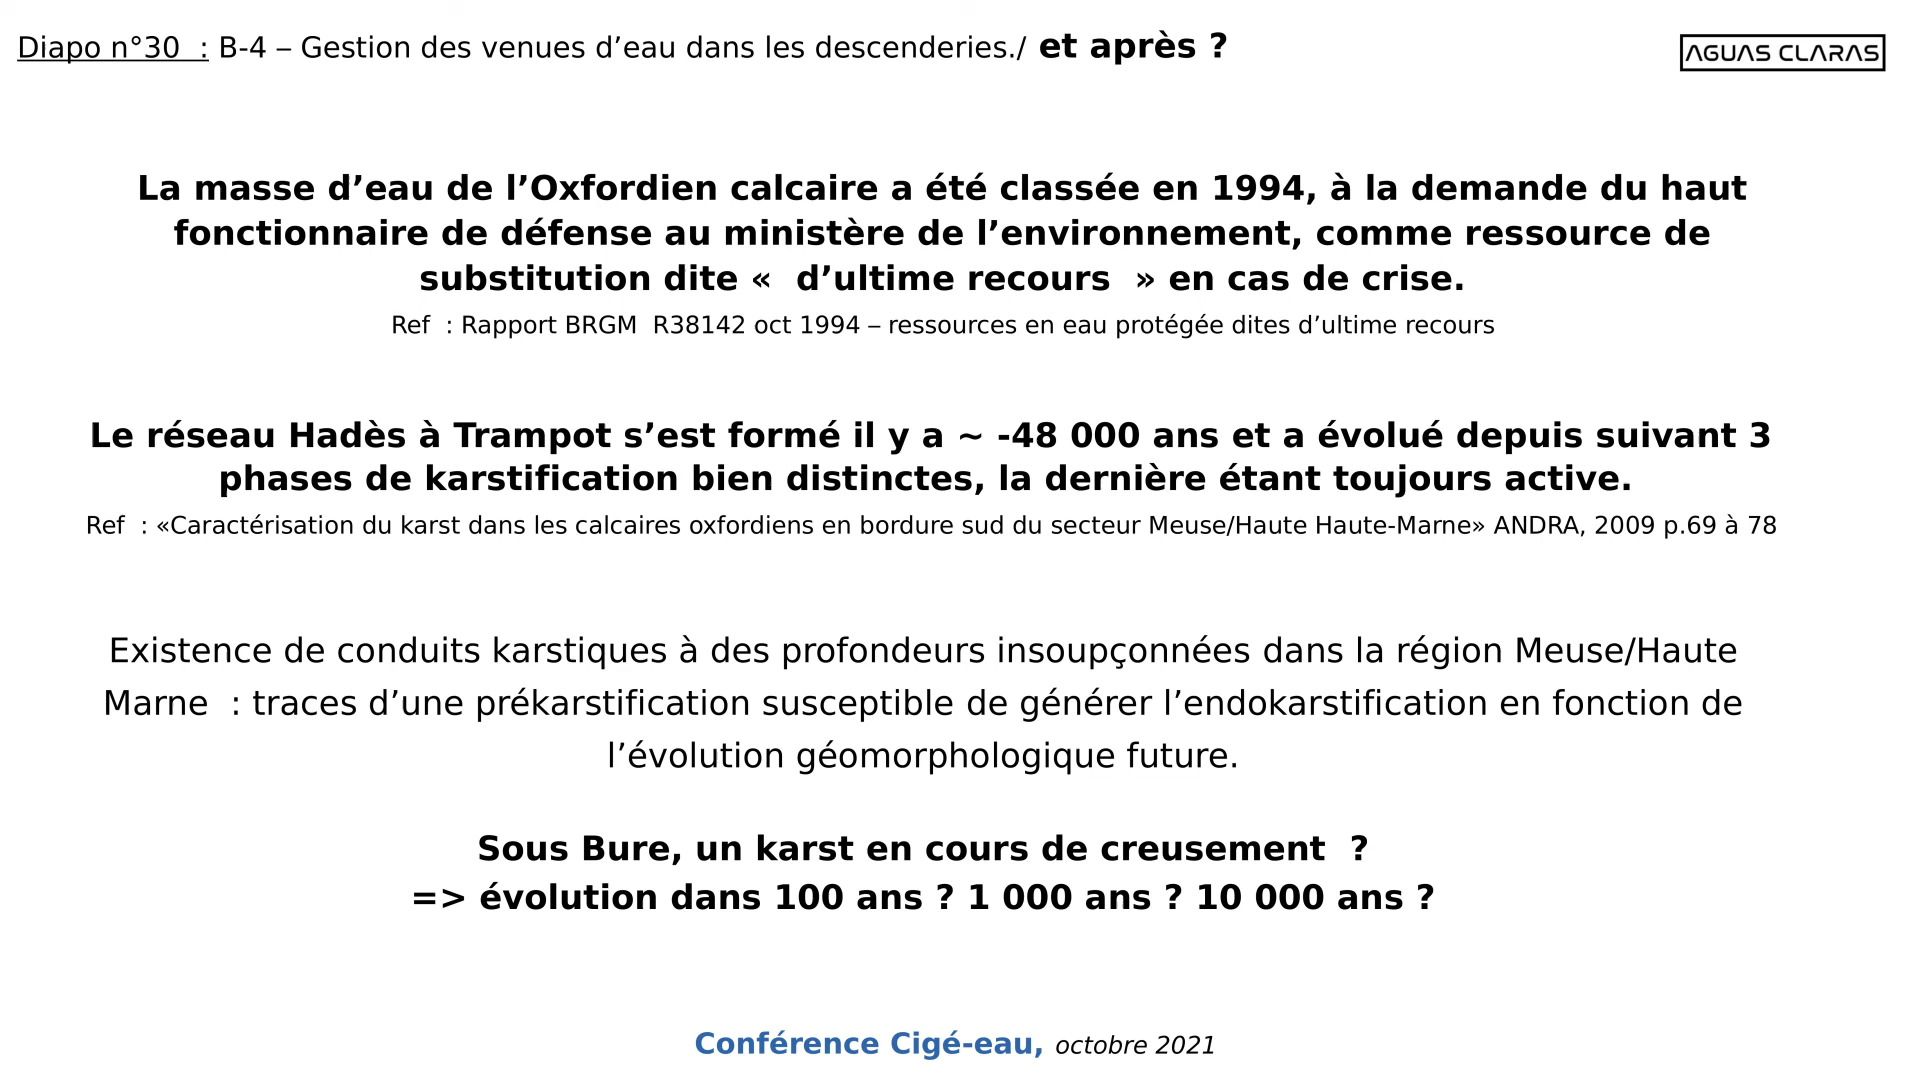 Diapo n°30  : B-4 – Gestion des venues d’eau dans les descenderies./ et après ?
AGUAS CLARAS
La masse d’eau de l’Oxfordien calcaire a été classée en 1994, à la demande du haut
fonctionnaire de défense au ministère de l’environnement, comme ressource de
substitution dite «  d’ultime recours  » en cas de crise.
Ref  : Rapport BRGM  R38142 oct 1994 – ressources en eau protégée dites d’ultime recours
Le réseau Hadès à Trampot s’est formé il y a ~ -48 000 ans et a évolué depuis suivant 3
phases de karstification bien distinctes, la dernière étant toujours active.
Ref  : «Caractérisation du karst dans les calcaires oxfordiens en bordure sud du secteur Meuse/Haute Haute-Marne» ANDRA, 2009 p.69 à 78
Existence de conduits karstiques à des profondeurs insoupçonnées dans la région Meuse/Haute
Marne  : traces d’une prékarstification susceptible de générer l’endokarstification en fonction de
l’évolution géomorphologique future.
Sous Bure, un karst en cours de creusement  ?
=> évolution dans 100 ans ? 1 000 ans ? 10 000 ans ?
Conférence Cigé-eau, octobre 2021